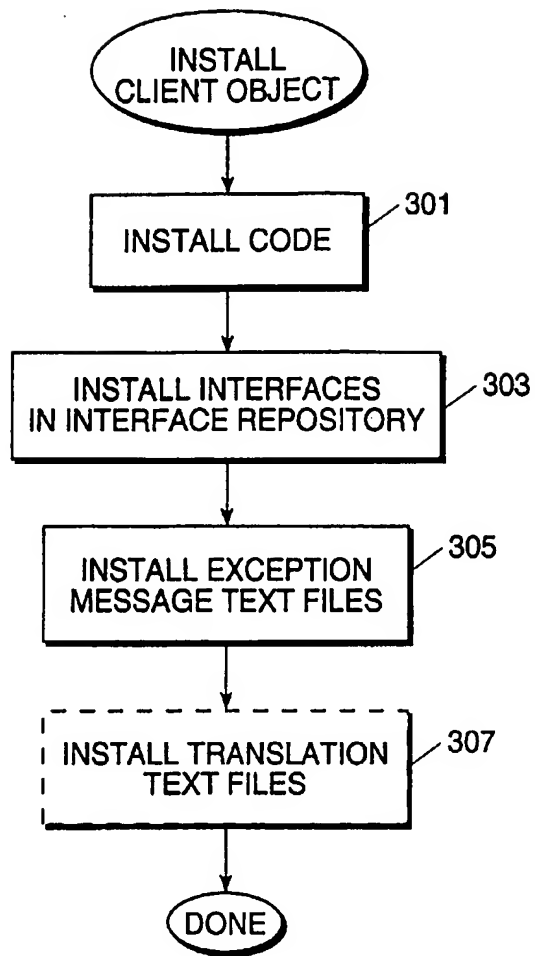 INSTALL
CLIENT OBJECT
301
INSTALL CODE
303
INSTALL INTERFACES
IN INTERFACE REPOSITORY
305
INSTALL EXCEPTION
MESSAGE TEXT FILES
307
INSTALL TRANSLATION
TEXT FILES
DONE